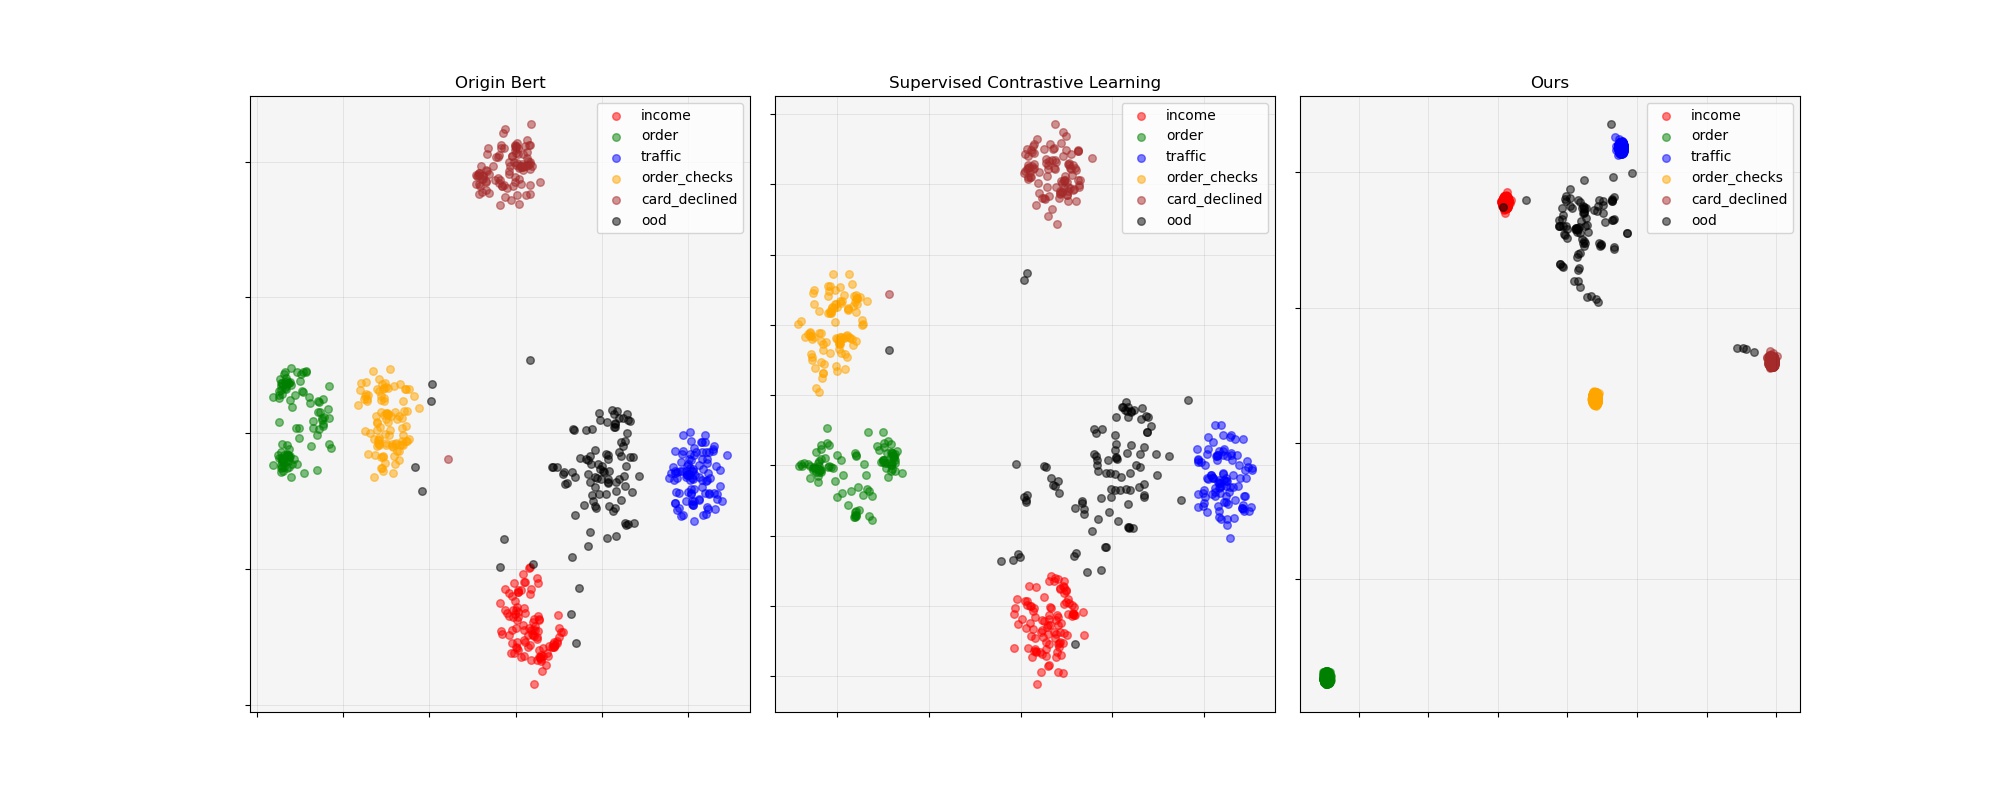 Origin Bert
income
order
traffic
order_checks
card_declined
ood
Supervised Contrastive Learning
income
order
traffic
order_checks
card_declined
ood
Ours
income
order
traffic
order_checks
card_declined
ood